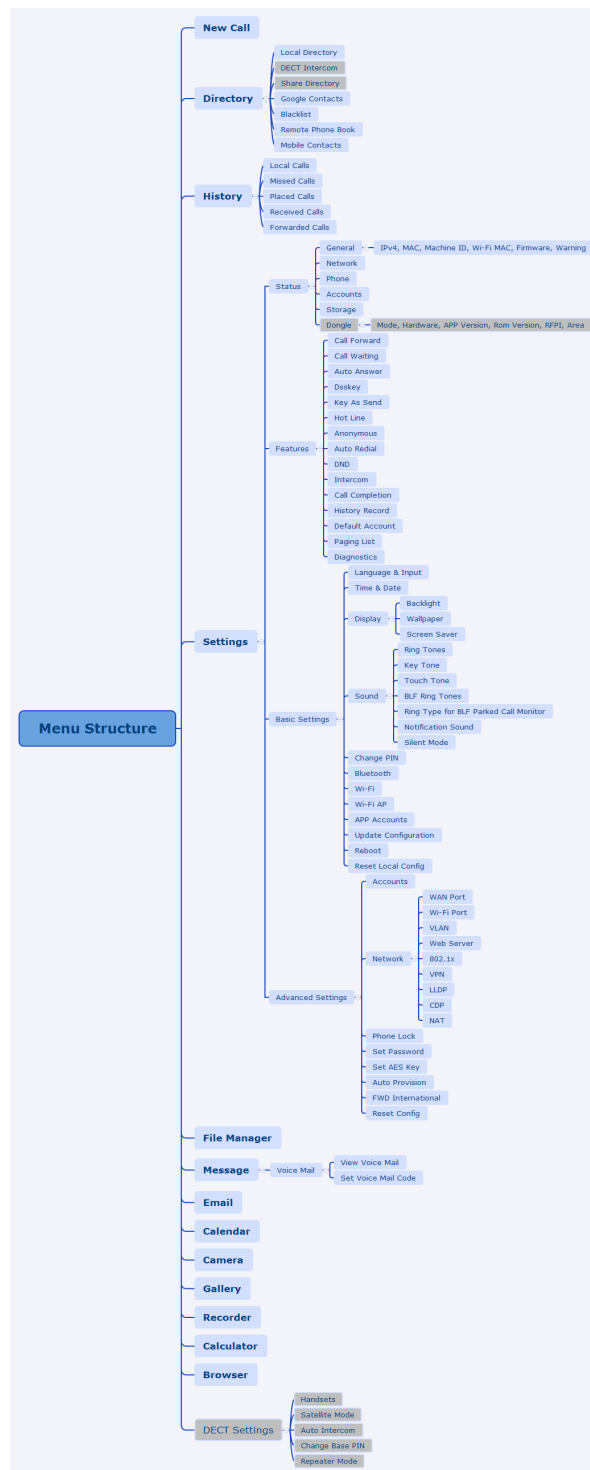 New Call
Local Directory
DECT Intercom
Share Directory
Directory
Google Contacts
Blacklist
Remote Phone Book
Mobile Contacts
Local Calls
Missed Calls
History
Placed Calls
Received Calls
Forwarded Calls
General
IPv4, MAC, Machine ID, Wi-Fi MAC, Firmware, Warning
Network
Status
Phone
Accounts
Storage
Dongle
Mode, Hardware, APP Version, Rom Version, RFPI, Area
Call Forward
Call Waiting
Auto Answer
Dsskey
Key As Send
Hot Line
Anonymous
Features
Auto Redial
DND
Intercom
Call Completion
History Record
Default Account
Paging List
Diagnostics
Language & Input
Time & Date
Display
Backlight
Wallpaper
Screen Saver
Settings
Sound
Ring Tones
Key Tone
Touch Tone
BLF Ring Tones
Ring Type for BLF Parked Call Monitor
Notification Sound
Silent Mode
Menu Structure
Basic Settings
Change PIN
Bluetooth
Wi-Fi
Wi-Fi AP
APP Accounts
Update Configuration
Reboot
Reset Local Config
Accounts
WAN Port
Wi-Fi Port
VLAN
Web Server
Network
802.1x
VPN
LLDP
CDP
NAT
Advanced Settings
Phone Lock
Set Password
Set AES Key
Auto Provision
FWD International
Reset Config
File Manager
Message
Voice Mail
View Voice Mail
Set Voice Mail Code
Email
Calendar
Camera
Gallery
Recorder
Calculator
Browser
DECT Settings
Handsets
Satellite Mode
Auto Intercom
Change Base PIN
Repeater Mode